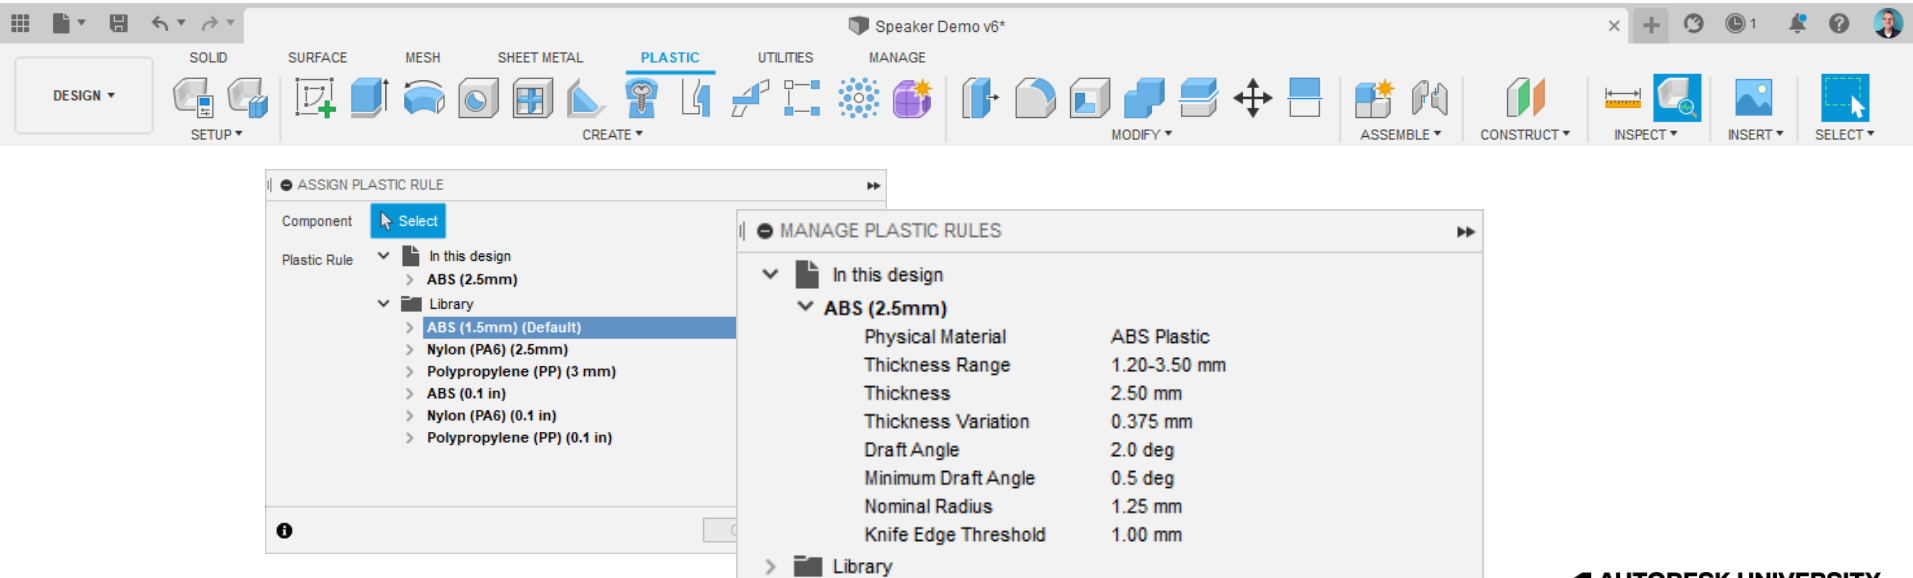 Speaker Demo v6*
1
SOLID SURFACE MESH SHEET METAL PLASTIC UTILITIES MANAGE
DESIGN
SETUP CREATE MODIFY ASSEMBLE CONSTRUCT INSPECT INSERT SELECT
ASSIGN PLASTIC RULE
Component Select
Plastic Rule In this design
ABS (2.5mm)
Library
ABS (1.5mm) (Default)
Nylon (PA6) (2.5mm)
Polypropylene (PP) (3 mm)
ABS (0.1 in)
Nylon (PA6) (0.1 in)
Polypropylene (PP) (0.1 in)
MANAGE PLASTIC RULES
In this design
ABS (2.5mm)
Physical Material ABS Plastic
Thickness Range 1.20-3.50 mm
Thickness 2.50 mm
Thickness Variation 0.375 mm
Draft Angle 2.0 deg
Minimum Draft Angle 0.5 deg
Nominal Radius 1.25 mm
Knife Edge Threshold 1.00 mm
Library
AUTODESK UNIVERSITY